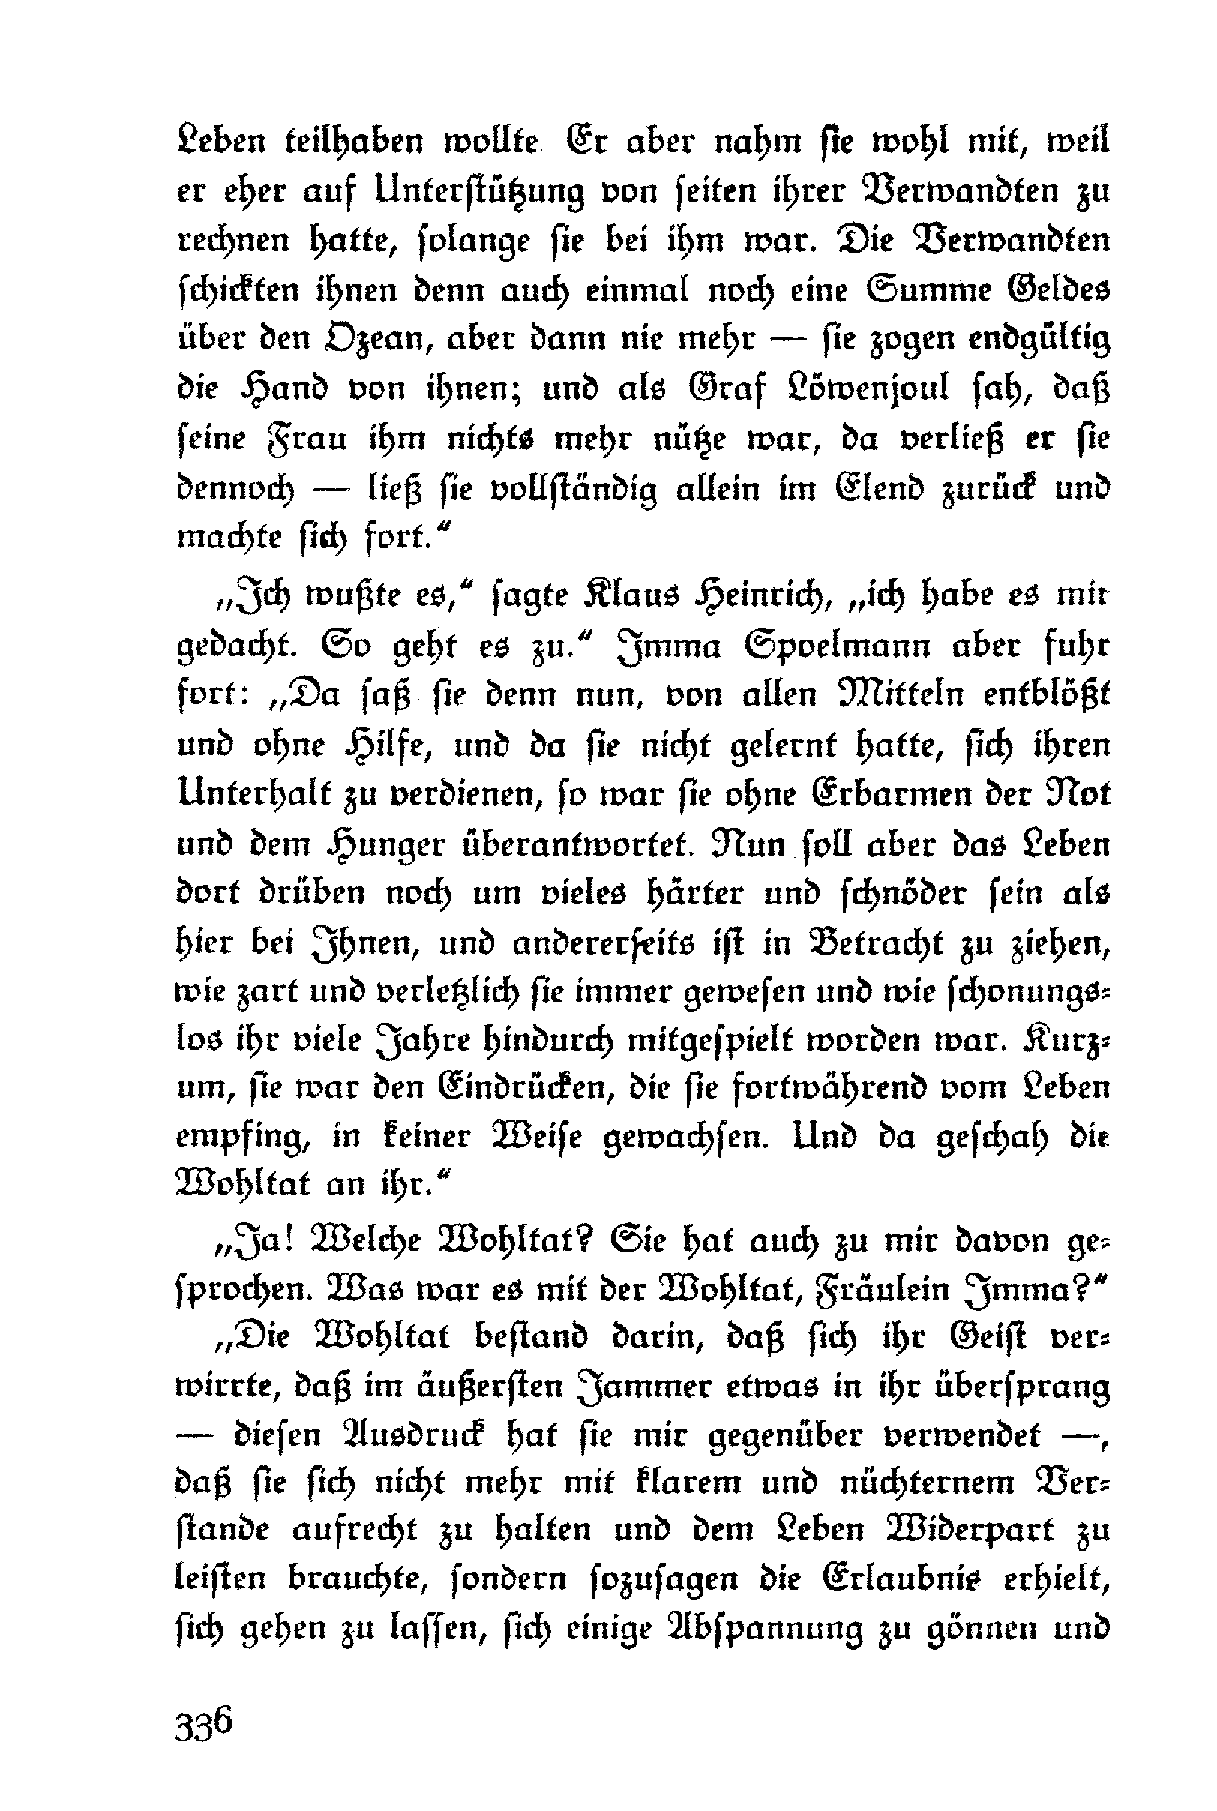 Leben teilhaben wollte. Er aber nahm sie wohl mit, weil
er eher auf Unterstützung von seiten ihrer Verwandten zu
rechnen hatte, solange sie bei ihm war. Die Verwandten
schickten ihnen denn auch einmal noch eine Summe Geldes
über den Ozean, aber dann nie mehr — sie zogen endgültig
die Hand von ihnen; und als Graf Löwenjoul sah, daß
seine Frau ihm nichts mehr nütze war, da verließ er sie
dennoch — ließ sie vollständig allein im Elend zurück und
machte sich fort.“
„Ich wußte es,“ sagte Klaus Heinrich, „ich habe es mir
gedacht. So geht es zu.“ Imma Spoelmann aber fuhr
fort: „Da saß sie denn nun, von allen Mitteln entblößt
und ohne Hilfe, und da sie nicht gelernt hatte, sich ihren
Unterhalt zu verdienen, so war sie ohne Erbarmen der Not
und dem Hunger überantwortet. Nun soll aber das Leben
dort drüben noch um vieles härter und schnöder sein als
hier bei Ihnen, und andererseits ist in Betracht zu ziehen,
wie zart und verletzlich sie immer gewesen und wie schonungs-
los ihr viele Jahre hindurch mitgespielt worden war. Kurz-
um, sie war den Eindrücken, die sie fortwährend vom Leben
empfing, in keiner Weise gewachsen. Und da geschah die
Wohltat an ihr.“
„Ja! Welche Wohltat? Sie hat auch zu mir davon ge-
sprochen. Was war es mit der Wohltat, Fräulein Imma?“
„Die Wohltat bestand darin, daß sich ihr Geist ver-
wirrte, daß im äußersten Jammer etwas in ihr übersprang
— diesen Ausdruck hat sie mir gegenüber verwendet —,
daß sie sich nicht mehr mit klarem und nüchternem Ver-
stande aufrecht zu halten und dem Leben Widerpart zu
leisten brauchte, sondern sozusagen die Erlaubnis erhielt,
sich gehen zu lassen, sich einige Abspannung zu gönnen und
336